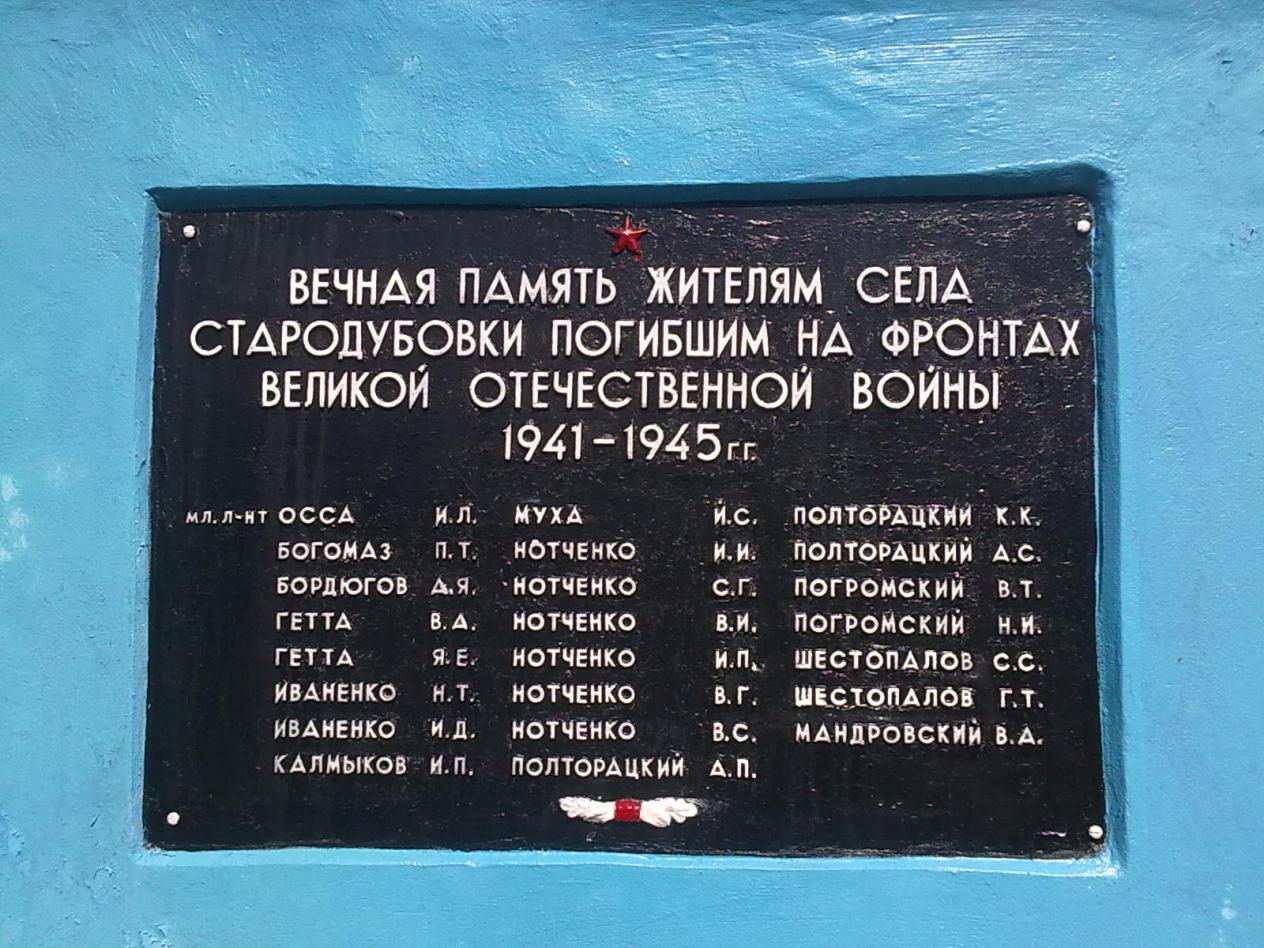 ВЕЧНАЯ ПАМЯТЬ ЖИТЕЛЯМ СЕЛА
СТАРОДУБОВКИ ПОГИБШИМ НА ФРОНТАХ
ВЕЛИКОЙ ОТЕЧЕСТВЕННОЙ ВОЙНЫ
1941-1945гг.
мл. л-нт ОССА И.Л. МУХА И.С. ПОЛТОРАЦКИЙ К.К.
БОГОМАЗ П.Т. НОТЧЕНКО И.И. ПОЛТОРАЦКИЙ А.С.
БОРДЮГОВ А.Я. НОТЧЕНКО С.Г. ПОГРОМСКИЙ В.Т.
ГЕТТА В.А. НОТЧЕНКО В.И. ПОГРОМСКИЙ Н.И.
ГЕТТА Я.Е. НОТЧЕНКО И.П. ШЕСТОПАЛОВ С.С.
ИВАНЕНКО Н.Т. НОТЧЕНКО В.Г. ШЕСТОПАЛОВ Г.Т.
ИВАНЕНКО И.Д. НОТЧЕНКО В.С. МАНДРОВСКИЙ В.А.
КАЛМЫКОВ И.П. ПОЛТОРАЦКИЙ А.П.